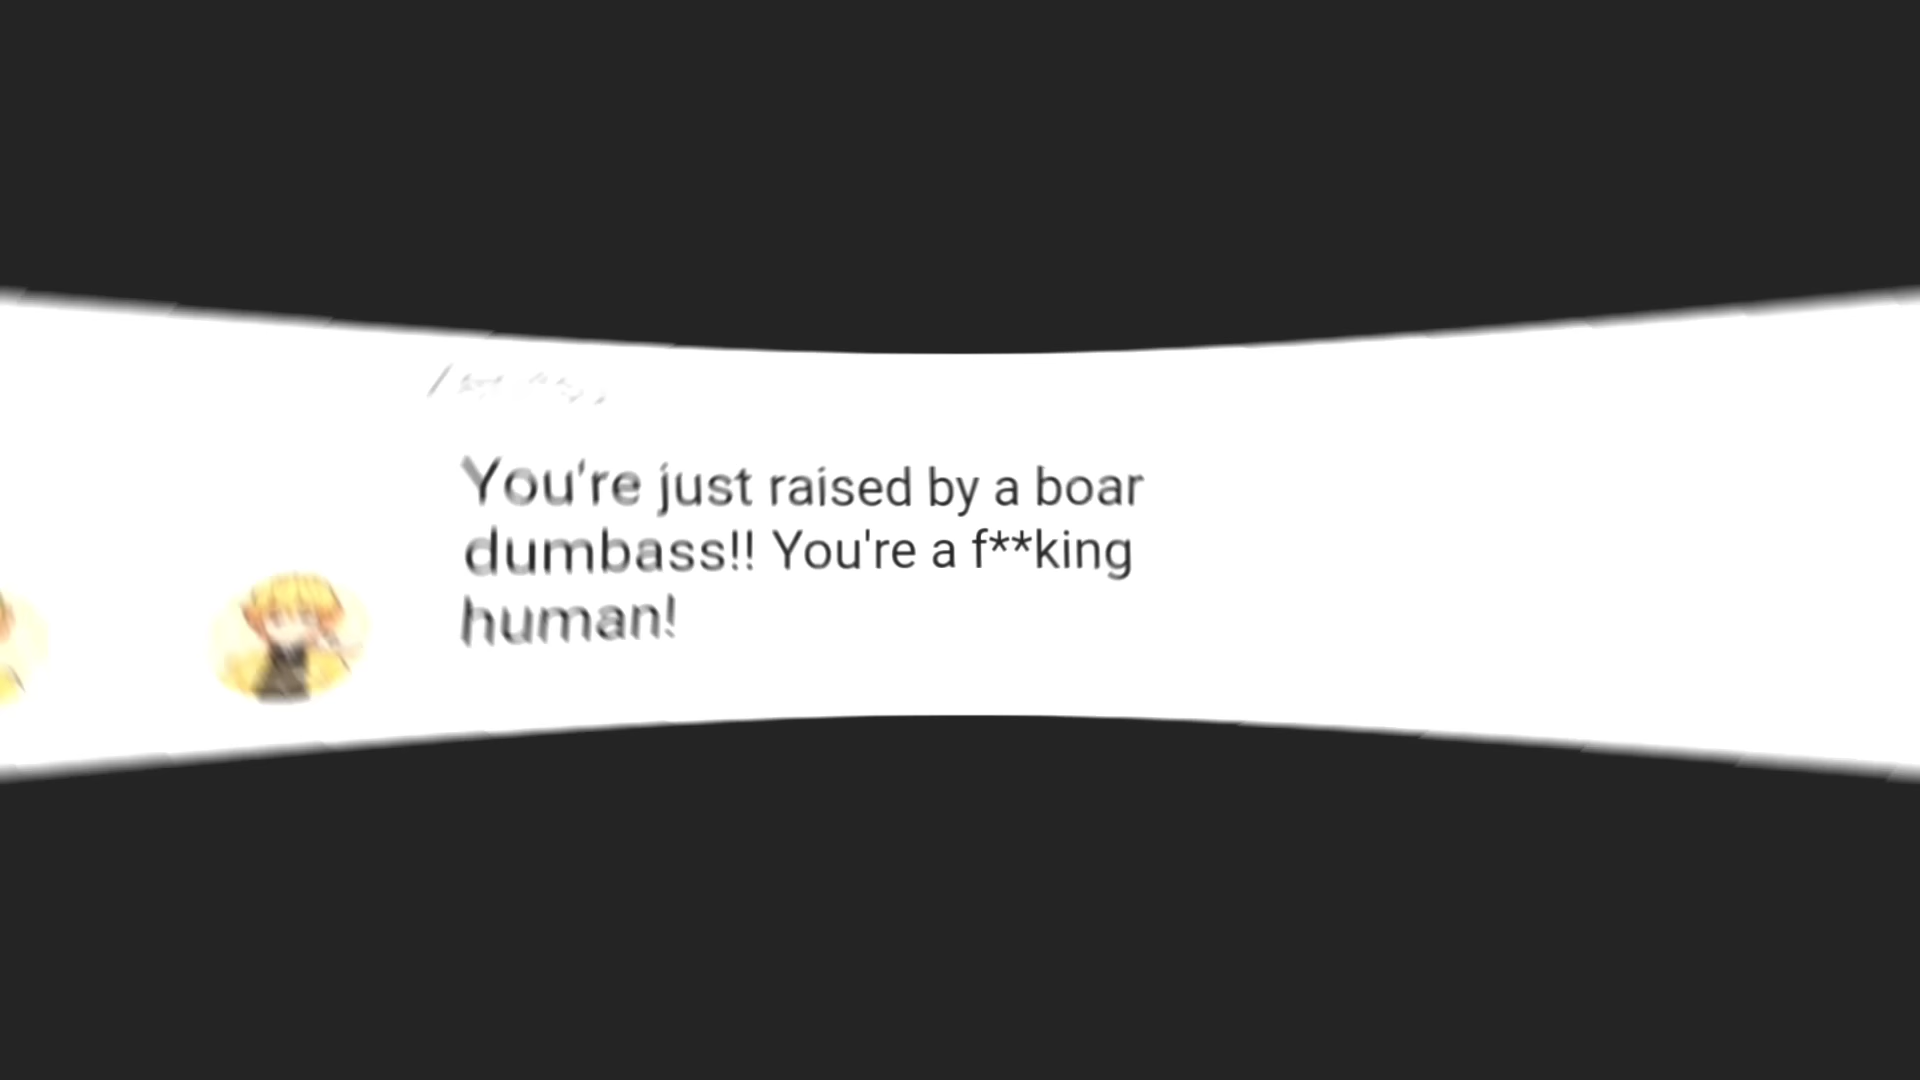 You're just raised by a boar
dumbass!! You're a f**king
human!